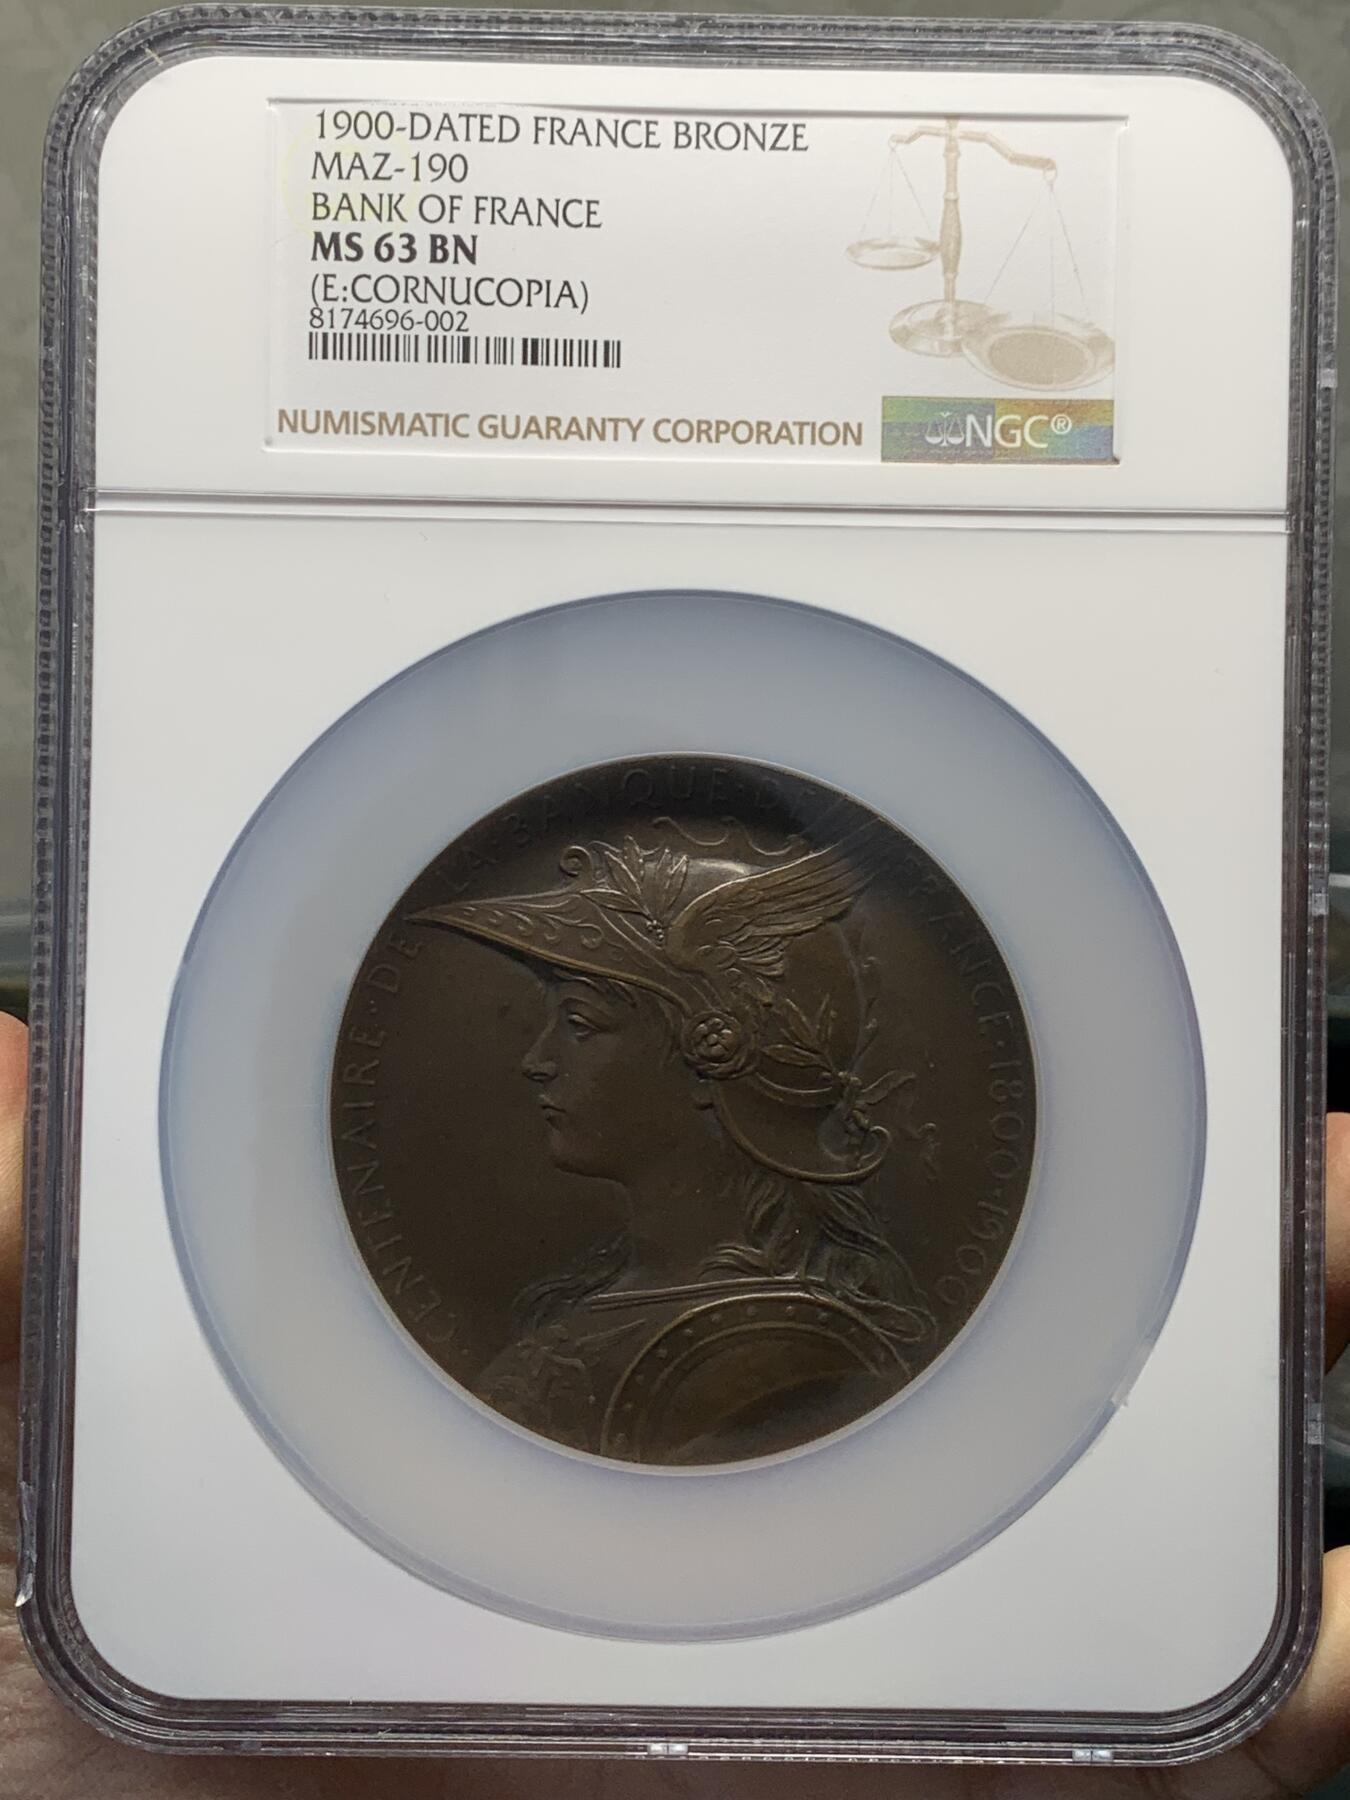 1900-DATED FRANCE BRONZE
MAZ-190
BANK OF FRANCE
MS 63 BN
(E:CORNUCOPIA)
8174696-002
NUMISMATIC GUARANTY CORPORATION
NGC®
CENTENAIRE·DE LA·BANQUE·DE FRANCE·1800·1900